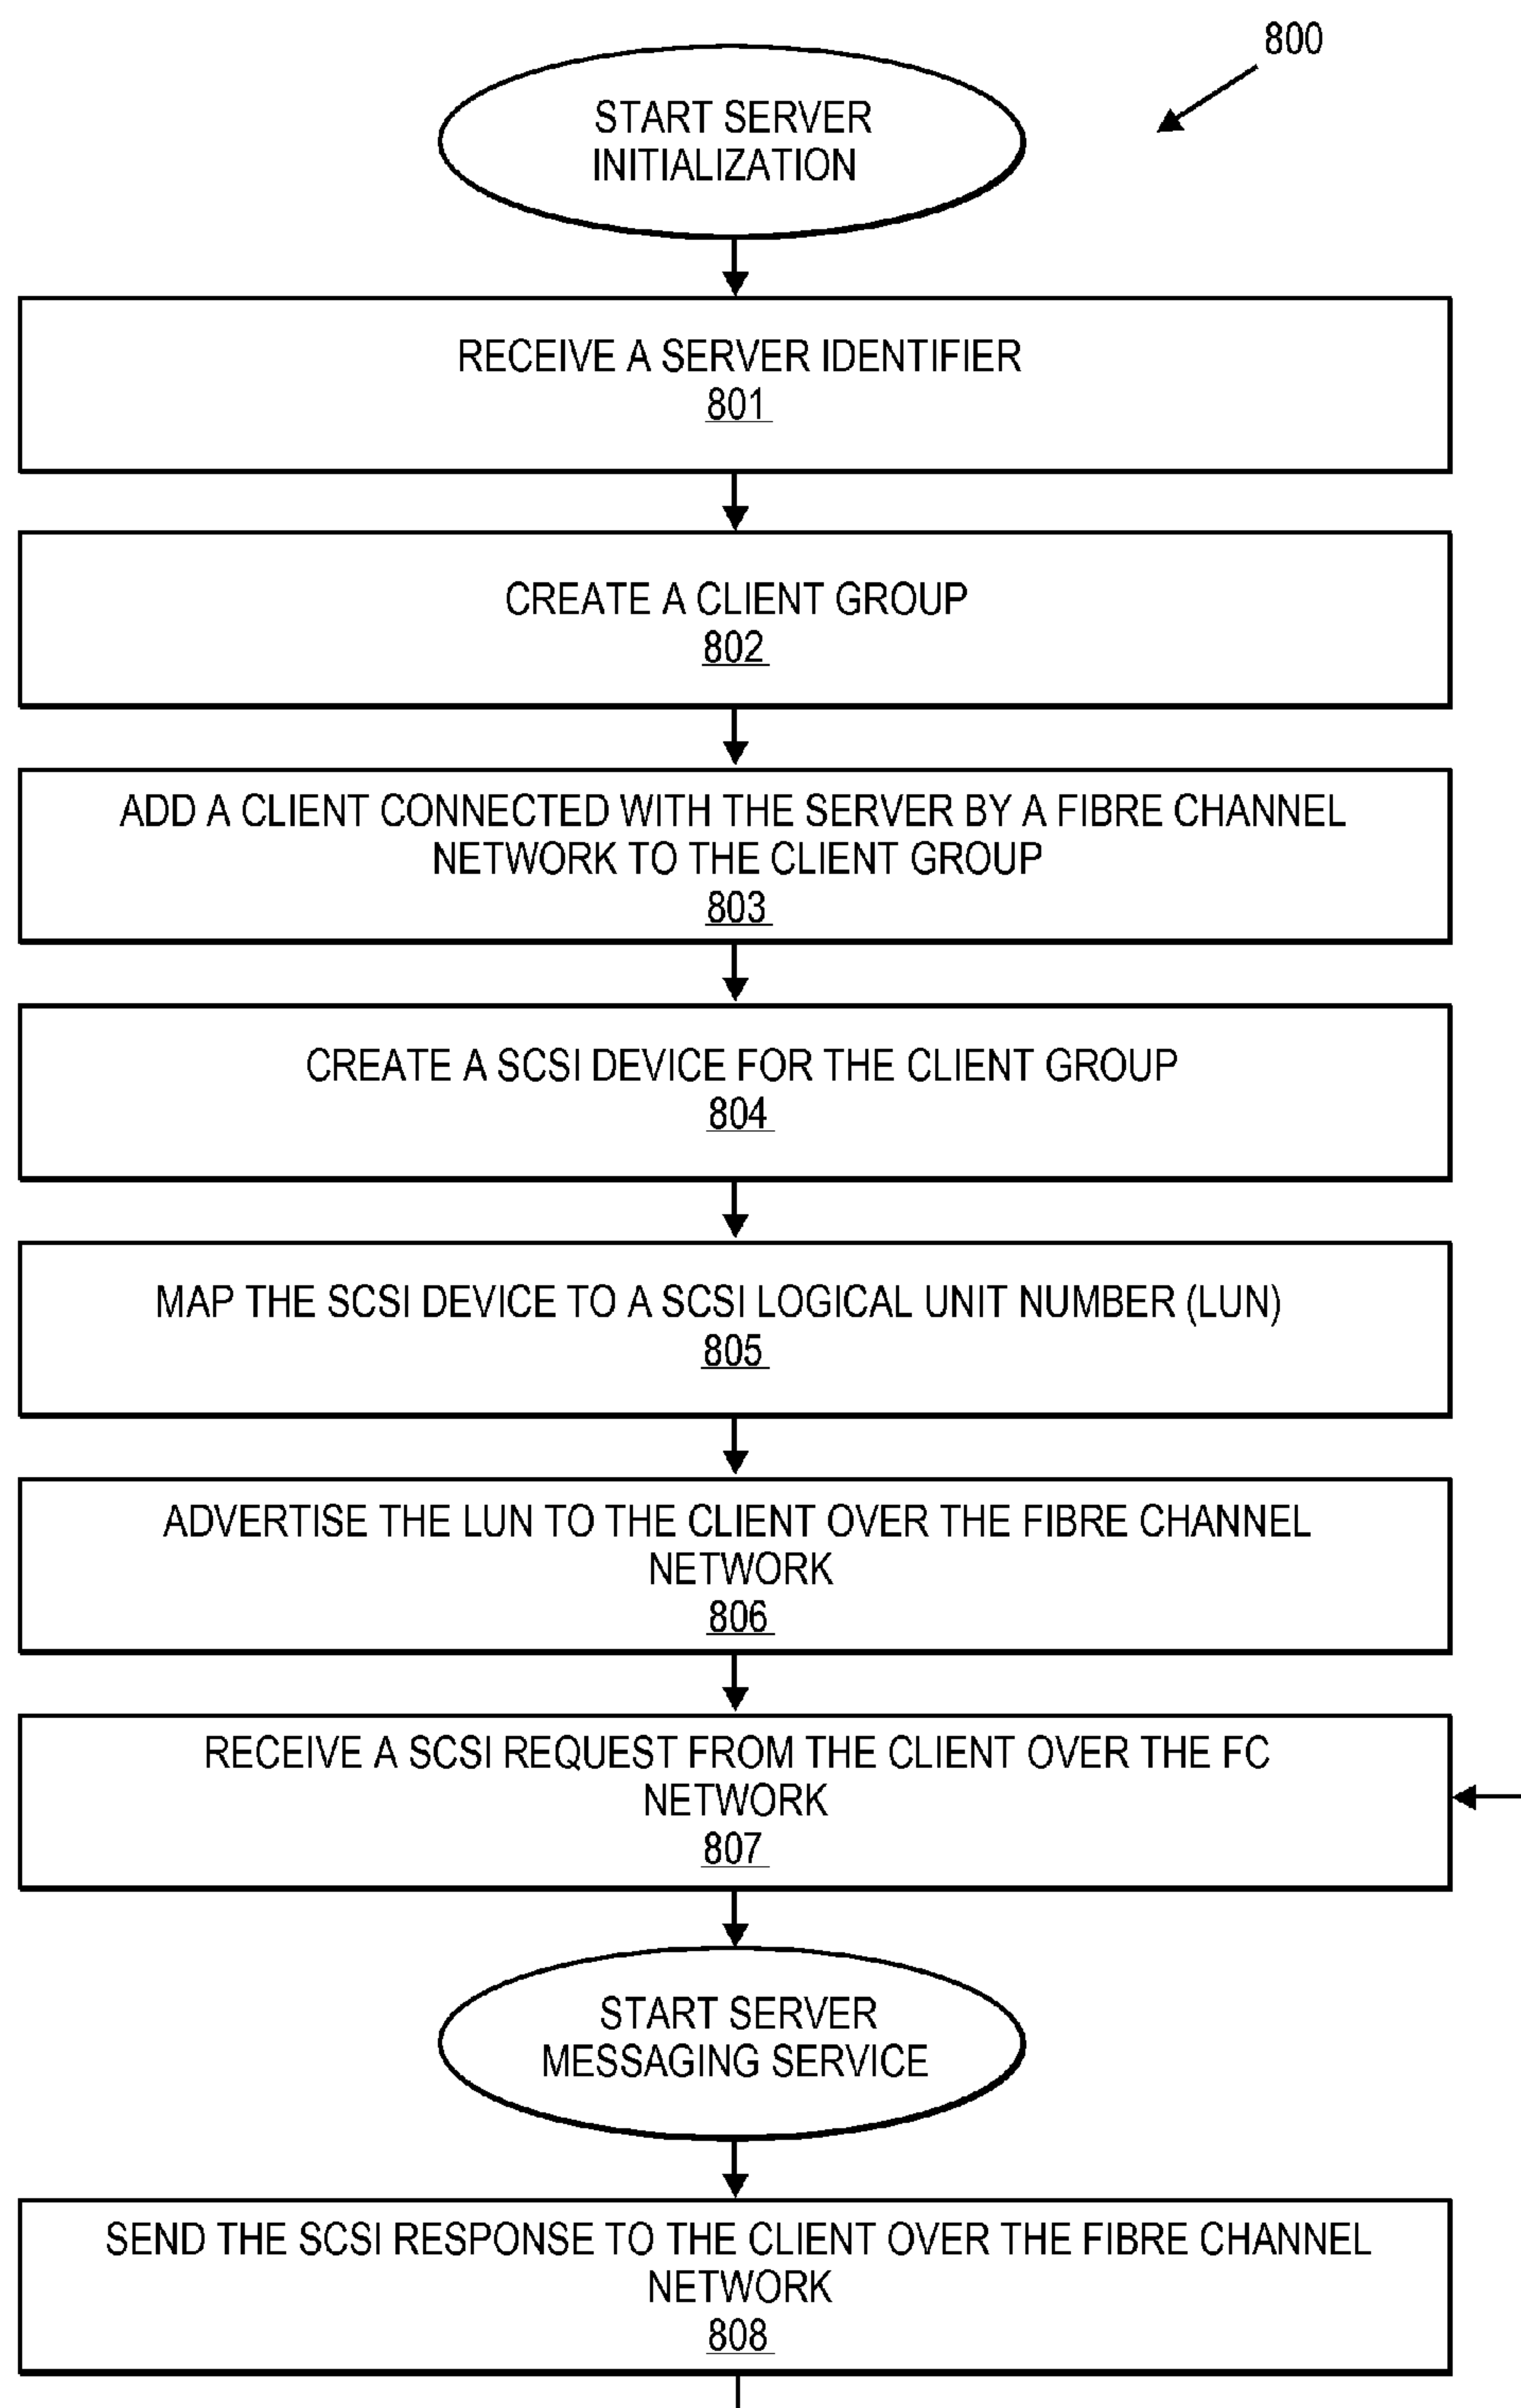 800
START SERVER
INITIALIZATION
RECEIVE A SERVER IDENTIFIER
801
CREATE A CLIENT GROUP
802
ADD A CLIENT CONNECTED WITH THE SERVER BY A FIBRE CHANNEL
NETWORK TO THE CLIENT GROUP
803
CREATE A SCSI DEVICE FOR THE CLIENT GROUP
804
MAP THE SCSI DEVICE TO A SCSI LOGICAL UNIT NUMBER (LUN)
805
ADVERTISE THE LUN TO THE CLIENT OVER THE FIBRE CHANNEL
NETWORK
806
RECEIVE A SCSI REQUEST FROM THE CLIENT OVER THE FC
NETWORK
807
START SERVER
MESSAGING SERVICE
SEND THE SCSI RESPONSE TO THE CLIENT OVER THE FIBRE CHANNEL
NETWORK
808